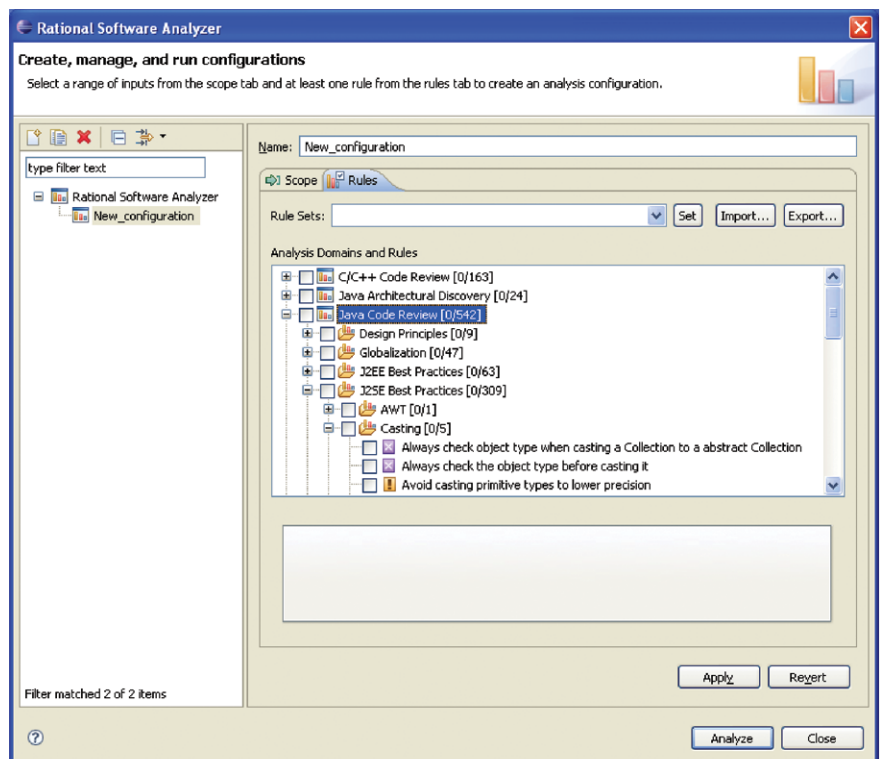 Rational Software Analyzer
Create, manage, and run configurations
Select a range of inputs from the scope tab and at least one rule from the rules tab to create an analysis configuration.
type filter text
Rational Software Analyzer
New_configuration
Filter matched 2 of 2 items
Name: New_configuration
Scope Rules
Rule Sets: Set Import... Export...
Analysis Domains and Rules
C/C++ Code Review [0/163]
Java Architectural Discovery [0/24]
Java Code Review [0/542]
Design Principles [0/9]
Globalization [0/47]
J2EE Best Practices [0/63]
J2SE Best Practices [0/309]
AWT [0/1]
Casting [0/5]
Always check object type when casting a Collection to a abstract Collection
Always check the object type before casting it
Avoid casting primitive types to lower precision
Apply Revert
Analyze Close